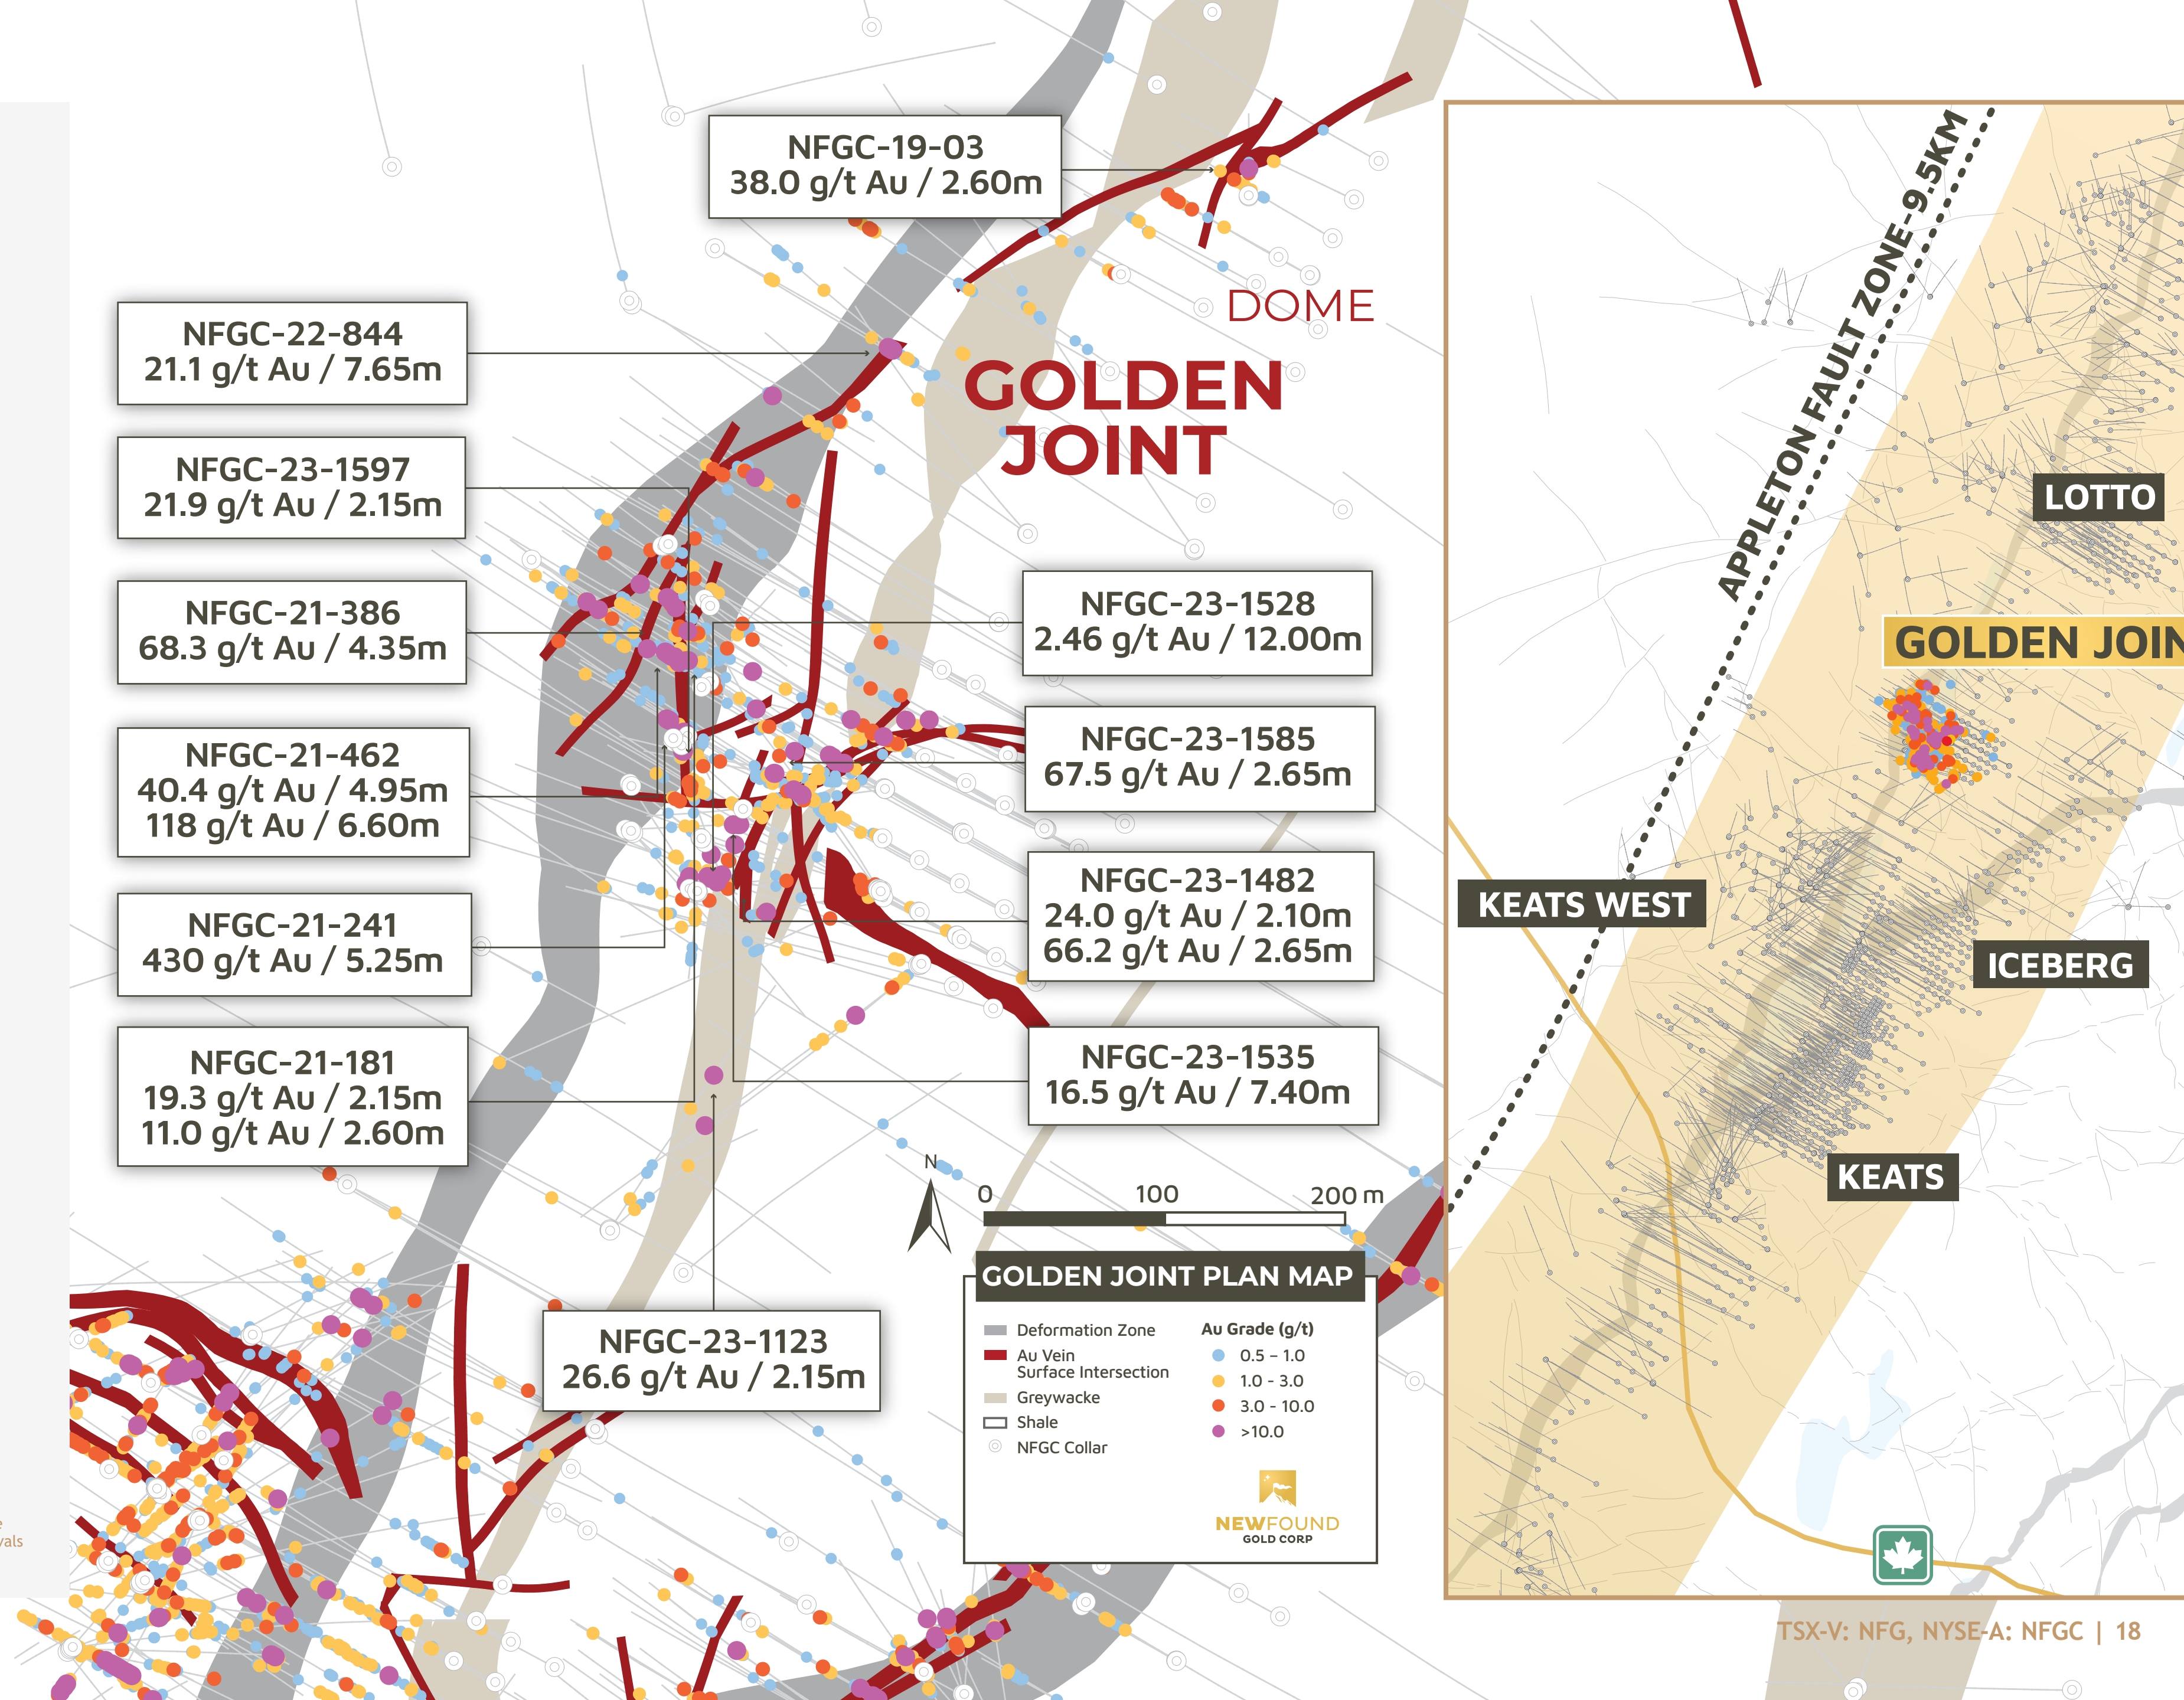 NFGC-19-03
38.0 g/t Au / 2.60m
DOME
GOLDEN
JOINT
NFGC-22-844
21.1 g/t Au / 7.65m
NFGC-23-1597
21.9 g/t Au / 2.15m
NFGC-21-386
68.3 g/t Au / 4.35m
NFGC-21-462
40.4 g/t Au / 4.95m
118 g/t Au / 6.60m
NFGC-21-241
430 g/t Au / 5.25m
NFGC-21-181
19.3 g/t Au / 2.15m
11.0 g/t Au / 2.60m
NFGC-23-1528
2.46 g/t Au / 12.00m
NFGC-23-1585
67.5 g/t Au / 2.65m
NFGC-23-1482
24.0 g/t Au / 2.10m
66.2 g/t Au / 2.65m
NFGC-23-1535
16.5 g/t Au / 7.40m
NFGC-23-1123
26.6 g/t Au / 2.15m
N
0 100 200 m
GOLDEN JOINT PLAN MAP
Deformation Zone
Au Vein
Surface Intersection
Greywacke
Shale
NFGC Collar
Au Grade (g/t)
0.5 – 1.0
1.0 - 3.0
3.0 - 10.0
>10.0
NEWFOUND
GOLD CORP
APPLETON FAULT ZONE-9.5KM
LOTTO
GOLDEN JOIN
KEATS WEST
ICEBERG
KEATS
TSX-V: NFG, NYSE-A: NFGC | 18